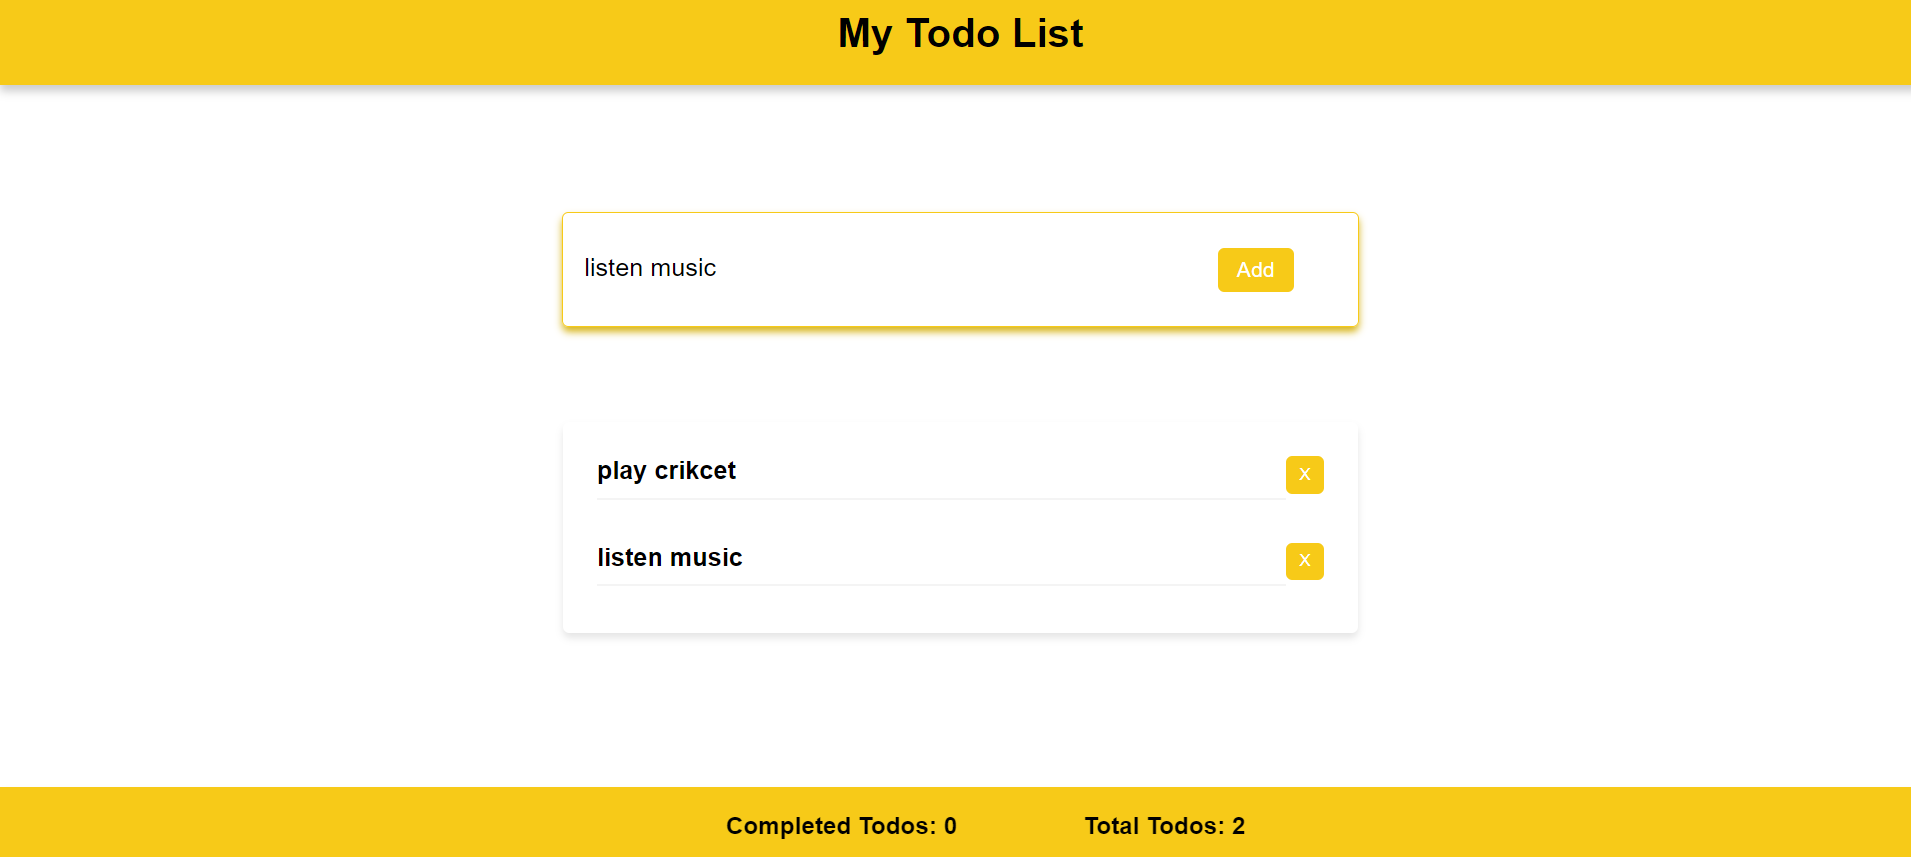 My Todo List
listen music Add
play crikcet X
listen music X
Completed Todos: 0 Total Todos: 2